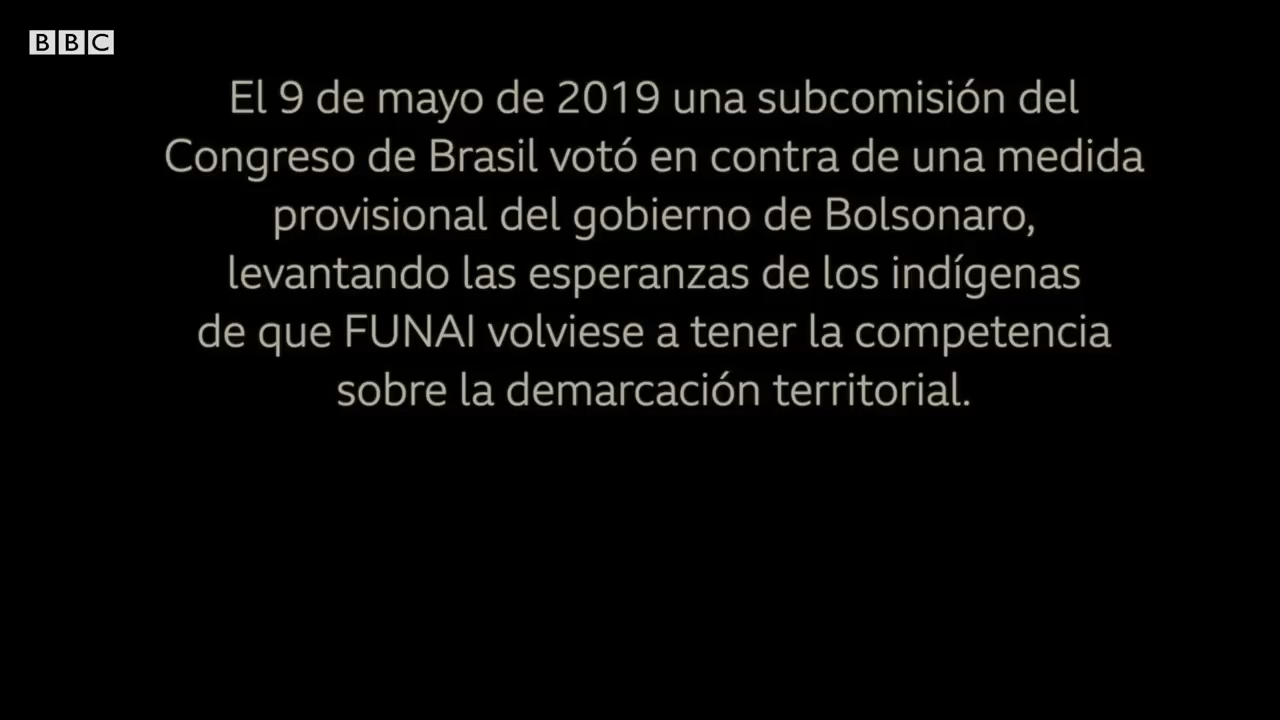 BBC
El 9 de mayo de 2019 una subcomisión del
Congreso de Brasil votó en contra de una medida
provisional del gobierno de Bolsonaro,
levantando las esperanzas de los indígenas
de que FUNAI volviese a tener la competencia
sobre la demarcación territorial.